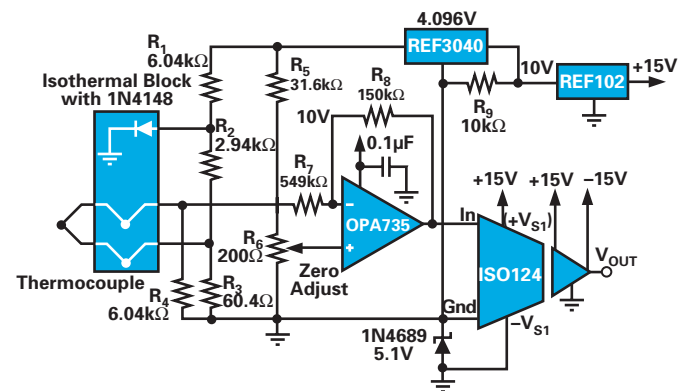 4.096V
REF3040
R1
6.04kΩ
R5
31.6kΩ
R8
150kΩ
10V
REF102
+15V
Isothermal Block
with 1N4148
R9
10kΩ
R2
2.94kΩ
10V
0.1µF
R7
549kΩ
+15V
+15V
−15V
−
OPA735
+
In
(+VS1)
R6
200Ω
Zero
Adjust
ISO124
VOUT
Thermocouple
R4
6.04kΩ
R3
60.4Ω
Gnd
−VS1
1N4689
5.1V